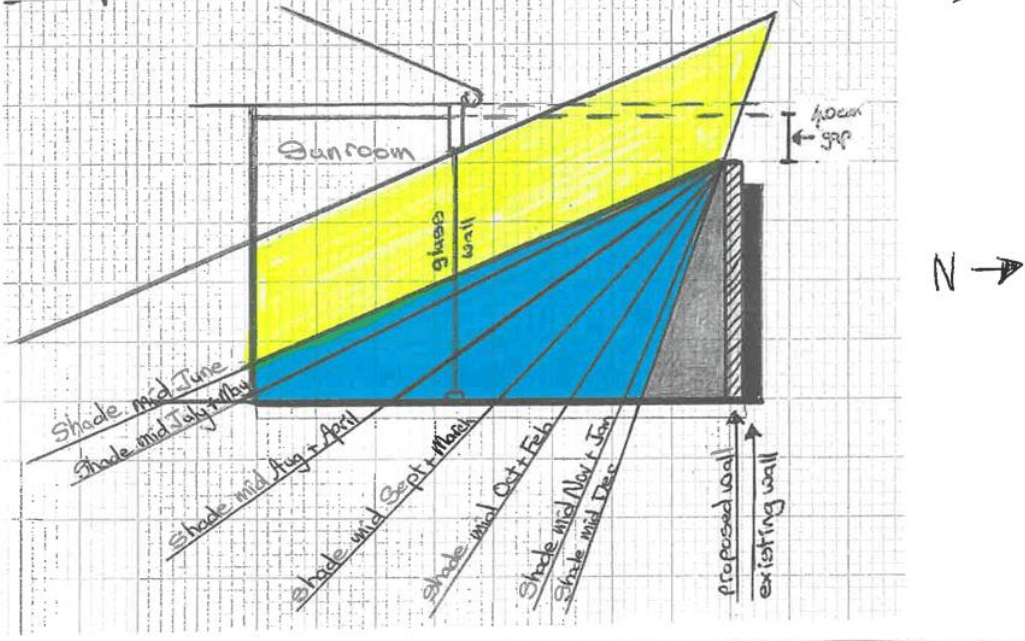 Sunroom
glass
wall
gap
N
Shade mid June
Shade mid July + May
Shade mid Aug + April
Shade mid Sept + March
Shade mid Oct + Feb
Shade mid Nov + Jan
Shade mid Dec
proposed wall
existing wall